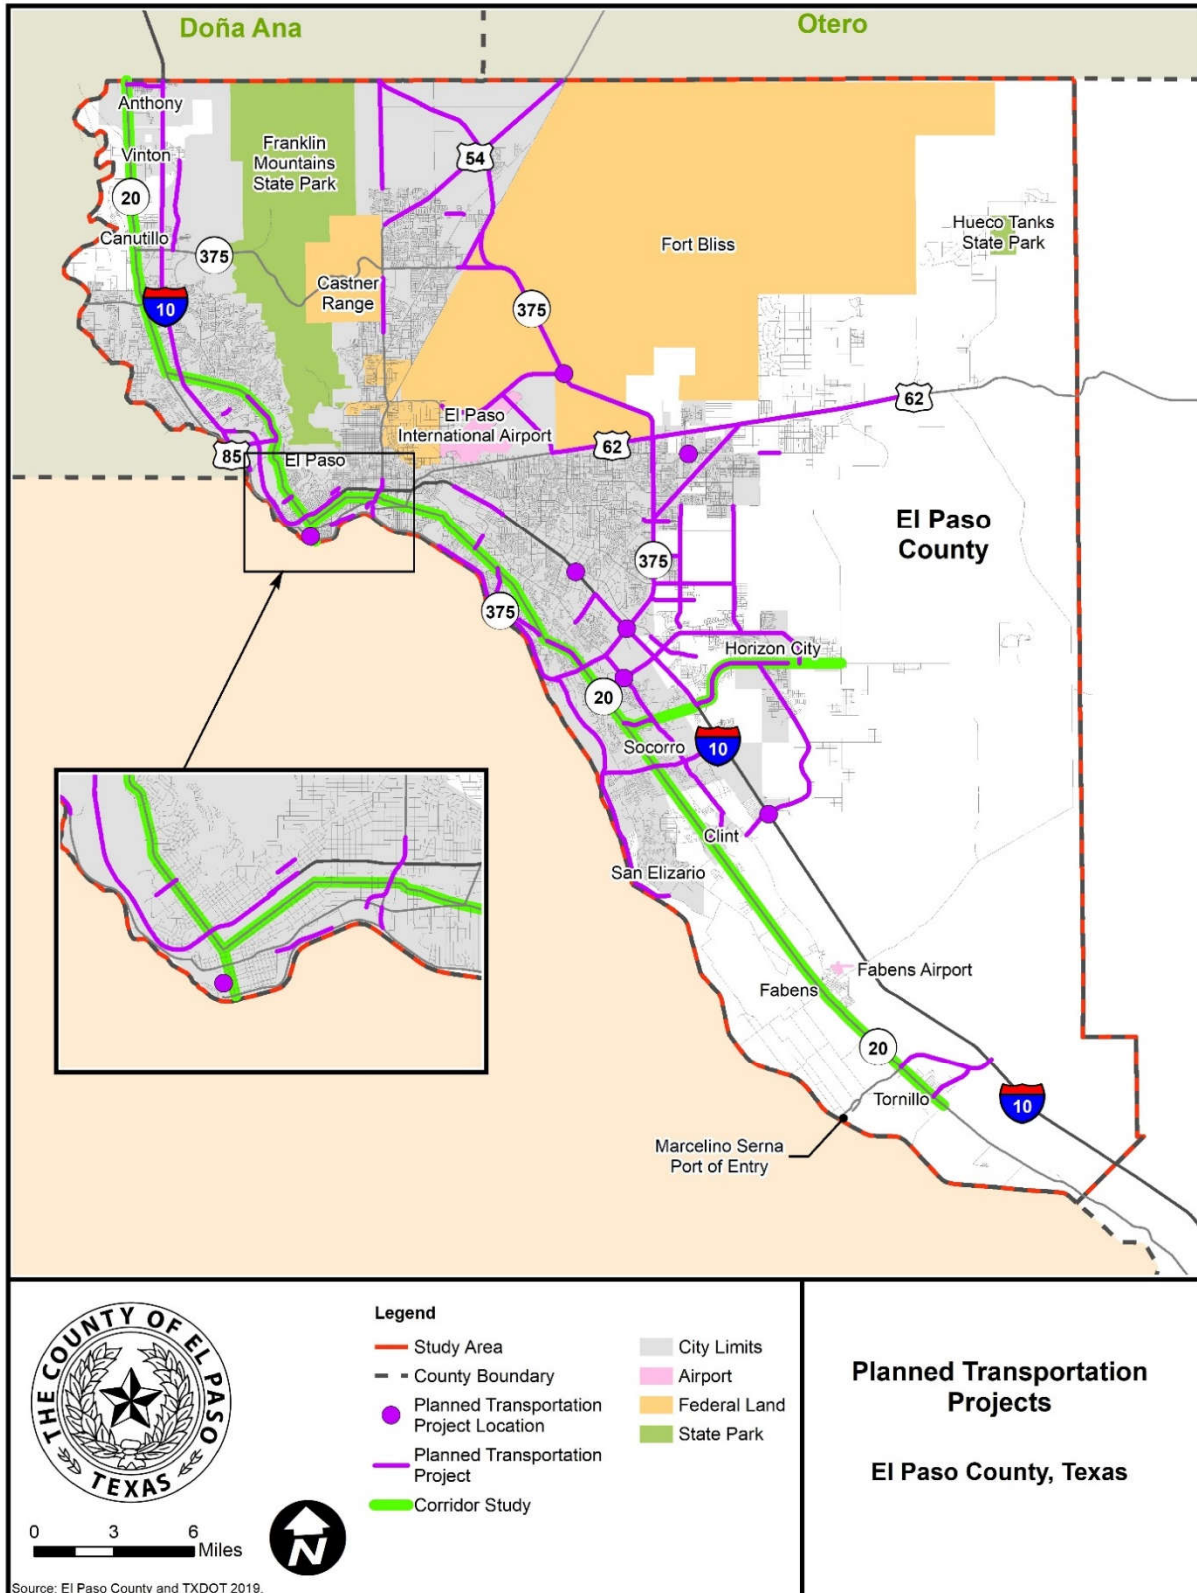 Doña Ana
Otero
Anthony
Vinton
20
Canutillo
375
10
Franklin
Mountains
State Park
Castner
Range
54
Fort Bliss
Hueco Tanks
State Park
375
62
El Paso
International Airport
62
85
El Paso
El Paso
County
375
375
Horizon City
20
Socorro
10
Clint
San Elizario
Fabens Airport
Fabens
20
Tornillo
10
Marcelino Serna
Port of Entry
THE COUNTY OF EL PASO
TEXAS
0 3 6
Miles
N
Source: El Paso County and TXDOT 2019.
Legend
Study Area
County Boundary
Planned Transportation
Project Location
Planned Transportation
Project
Corridor Study
City Limits
Airport
Federal Land
State Park
Planned Transportation
Projects
El Paso County, Texas